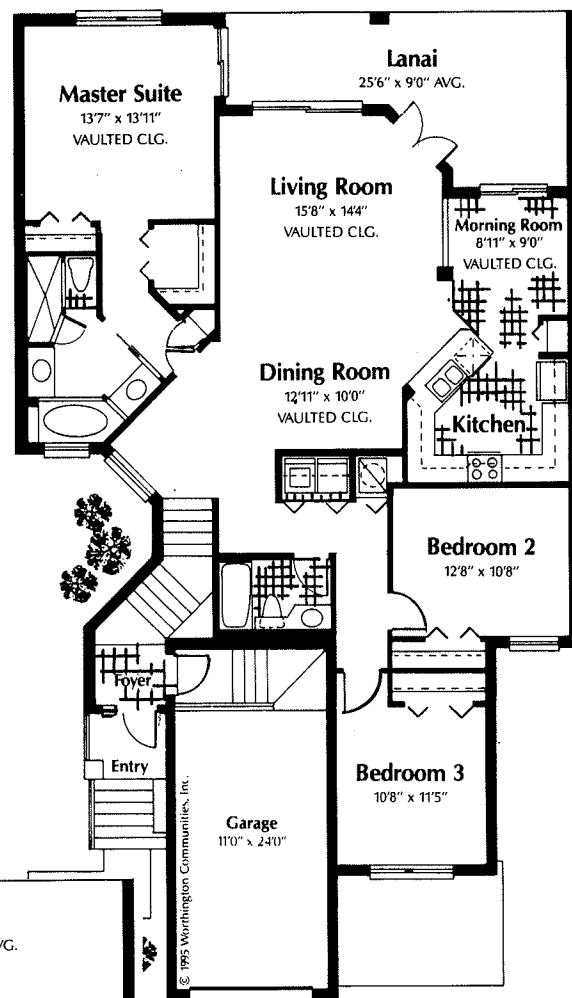 Lanai
25'6" x 9'0" AVG.
Master Suite
13'7" x 13'11"
VAULTED CLG.
Living Room
15'8" x 14'4"
VAULTED CLG.
Morning Room
8'11" x 9'0"
VAULTED CLG.
Dining Room
12'11" x 10'0"
VAULTED CLG.
Kitchen
Bedroom 2
12'8" x 10'8"
Foyer
Entry
Bedroom 3
10'8" x 11'5"
Garage
11'0" x 24'0"
© 1995 Worthington Communities, Inc.
VG.